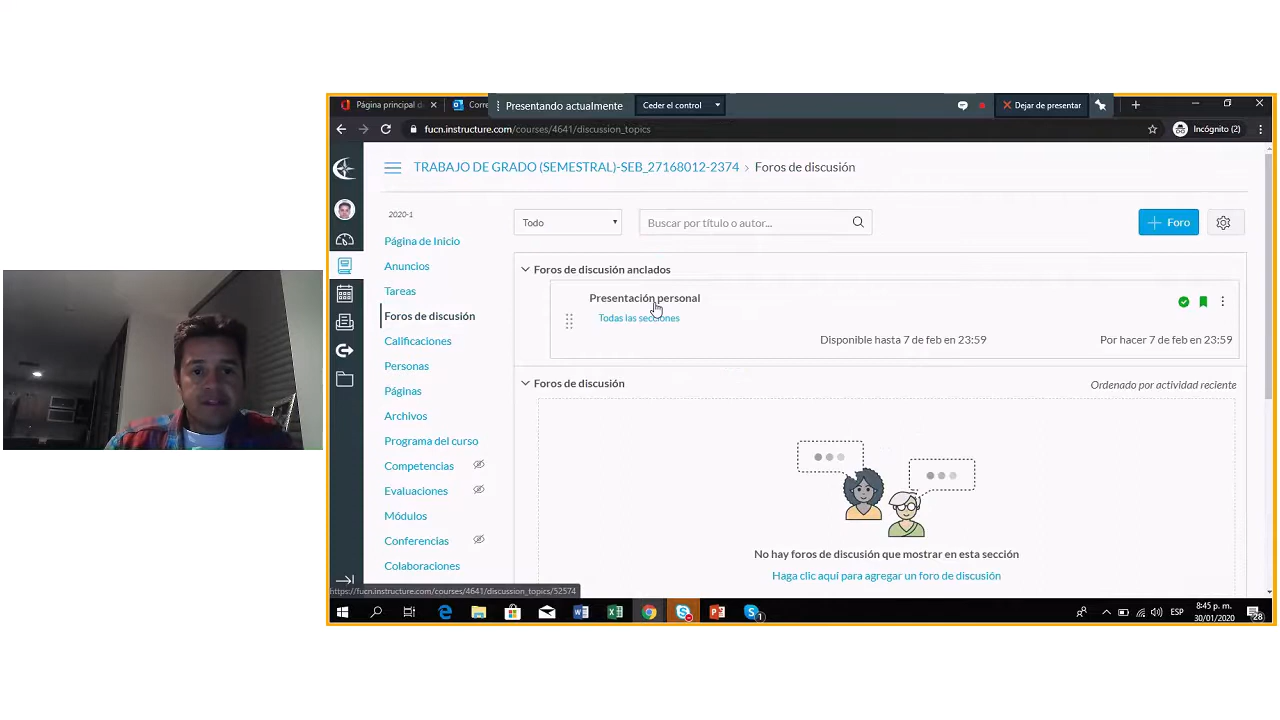 Página principal d
Corre
Presentando actualmente
Ceder el control
Dejar de presentar
fucn.instructure.com/courses/4641/discussion_topics
Incógnito (2)
TRABAJO DE GRADO (SEMESTRAL)-SEB_27168012-2374 › Foros de discusión
2020-1
Página de Inicio
Anuncios
Tareas
Foros de discusión
Calificaciones
Personas
Páginas
Archivos
Programa del curso
Competencias
Evaluaciones
Módulos
Conferencias
Colaboraciones
Todo
Buscar por título o autor...
+ Foro
Foros de discusión anclados
Presentación personal
Todas las secciones
Disponible hasta 7 de feb en 23:59
Por hacer 7 de feb en 23:59
Foros de discusión
Ordenado por actividad reciente
No hay foros de discusión que mostrar en esta sección
Haga clic aquí para agregar un foro de discusión
https://fucn.instructure.com/courses/4641/discussion_topics/52574
ESP
8:45 p. m.
30/01/2020
28
1